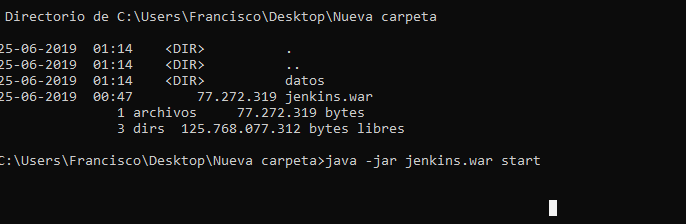 Directorio de C:\Users\Francisco\Desktop\Nueva carpeta
25-06-2019  01:14    <DIR>          .
25-06-2019  01:14    <DIR>          ..
25-06-2019  01:14    <DIR>          datos
25-06-2019  00:47        77.272.319 jenkins.war
1 archivos     77.272.319 bytes
3 dirs  125.768.077.312 bytes libres
C:\Users\Francisco\Desktop\Nueva carpeta>java -jar jenkins.war start